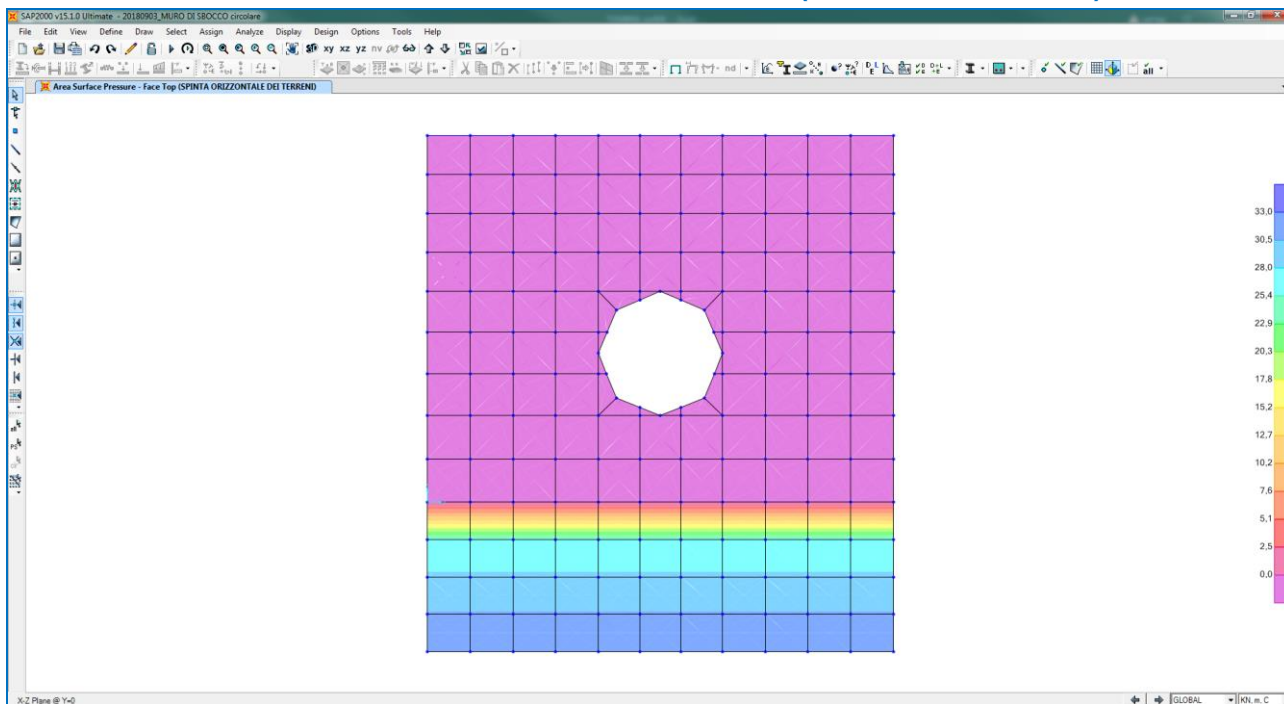 SAP2000 v15.1.0 Ultimate - 20180903_MURO DI SBOCCO circolare
File Edit View Define Draw Select Assign Analyze Display Design Options Tools Help
xy xz yz nv
nd
all
Area Surface Pressure - Face Top (SPINTA ORIZZONTALE DEI TERRENI)
33,0
30,5
28,0
25,4
22,9
20,3
17,8
15,2
12,7
10,2
7,6
5,1
2,5
0,0
X-Z Plane @ Y=0
GLOBAL
KN, m, C